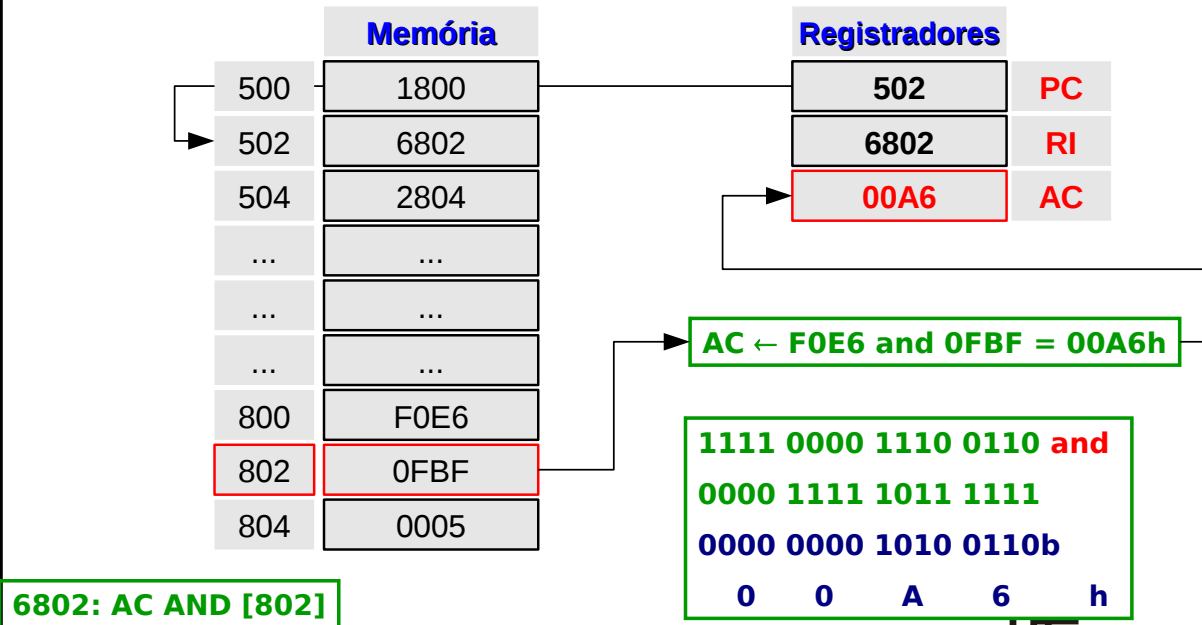 Memória Registradores
500 1800 502 PC
502 6802 6802 RI
504 2804 00A6 AC
... ...
... ...
AC ← F0E6 and 0FBF = 00A6h
... ...
800 F0E6
802 0FBF
804 0005
1111 0000 1110 0110 and
0000 1111 1011 1111
0000 0000 1010 0110b
0 0 A 6 h
6802: AC AND [802]